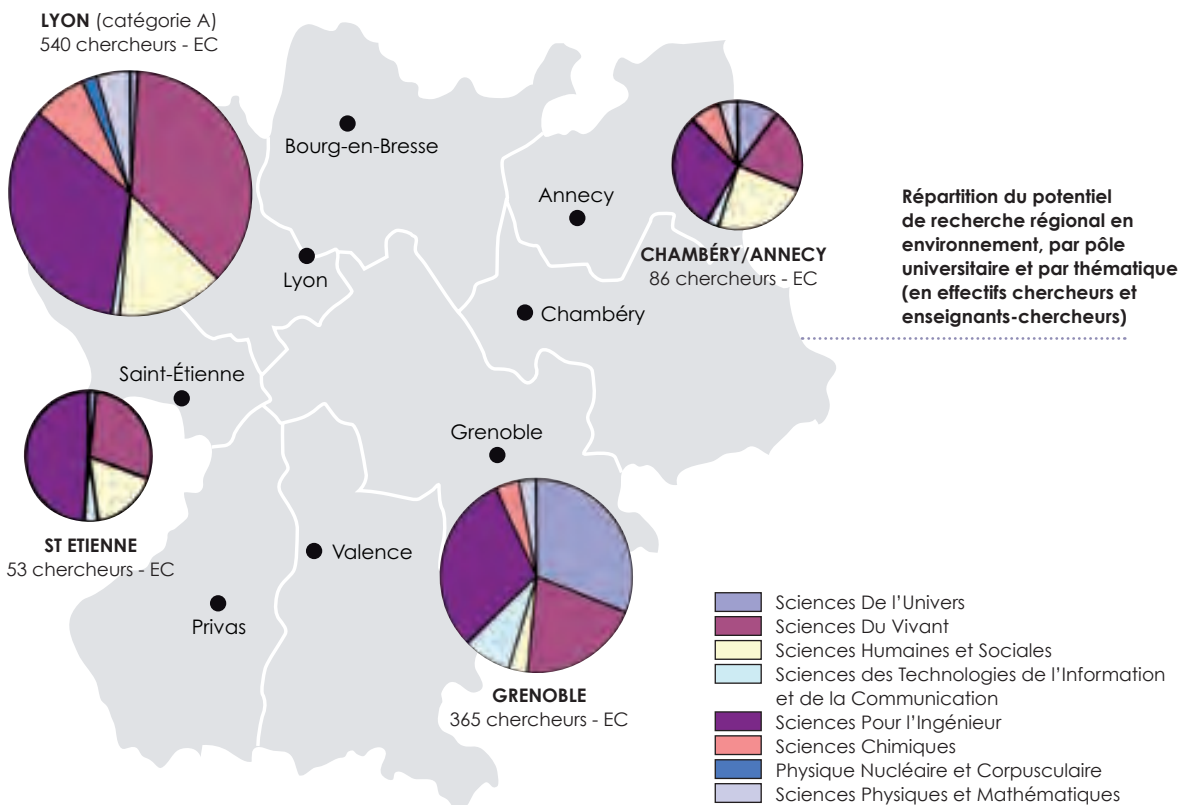 LYON (catégorie A)
540 chercheurs - EC
Bourg-en-Bresse
Annecy
CHAMBÉRY/ANNECY
86 chercheurs - EC
Lyon
Chambéry
Répartition du potentiel
de recherche régional en
environnement, par pôle
universitaire et par thématique
(en effectifs chercheurs et
enseignants-chercheurs)
Saint-Étienne
Grenoble
ST ETIENNE
53 chercheurs - EC
Valence
Privas
GRENOBLE
365 chercheurs - EC
Sciences De l'Univers
Sciences Du Vivant
Sciences Humaines et Sociales
Sciences des Technologies de l'Information
et de la Communication
Sciences Pour l'Ingénieur
Sciences Chimiques
Physique Nucléaire et Corpusculaire
Sciences Physiques et Mathématiques